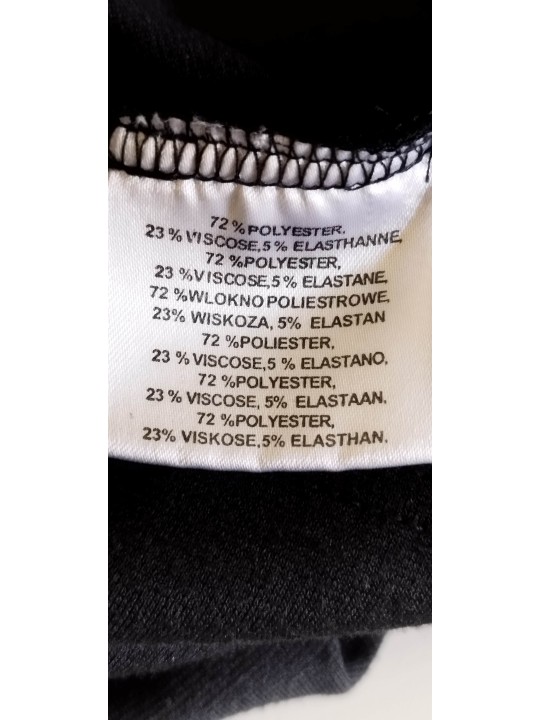 72 %POLYESTER.
23 % VISCOSE,5 % ELASTHANNE,
72 %POLYESTER,
23 %VISCOSE,5 % ELASTANE.
72 %WLOKNO POLIESTROWE,
23% WISKOZA, 5% ELASTAN
72 %POLIESTER,
23 % VISCOSE,5 % ELASTANO.
72 %POLYESTER,
23 % VISCOSE, 5% ELASTAAN.
72 %POLYESTER,
23% VISKOSE,5% ELASTHAN.